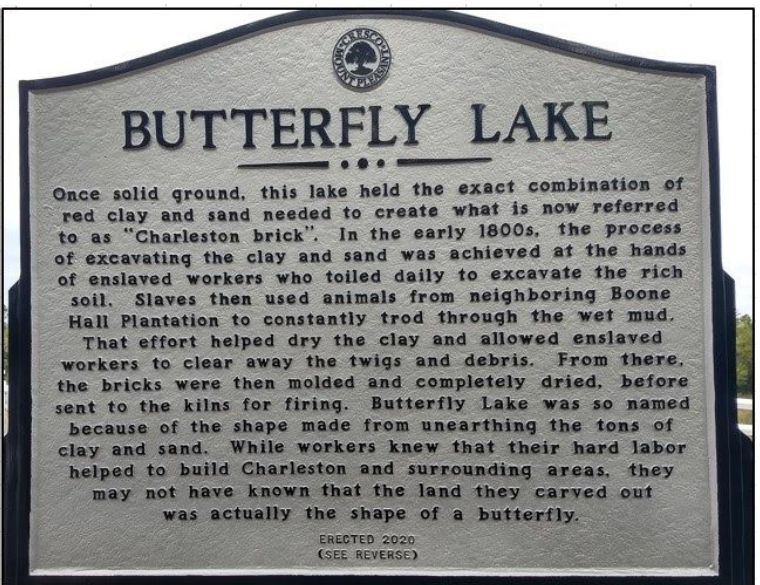 CRESCO
MOUNT PLEASANT
BUTTERFLY LAKE
Once solid ground, this lake held the exact combination of
red clay and sand needed to create what is now referred
to as "Charleston brick". In the early 1800s, the process
of excavating the clay and sand was achieved at the hands
of enslaved workers who toiled daily to excavate the rich
soil. Slaves then used animals from neighboring Boone
Hall Plantation to constantly trod through the wet mud.
That effort helped dry the clay and allowed enslaved
workers to clear away the twigs and debris. From there,
the bricks were then molded and completely dried, before
sent to the kilns for firing. Butterfly Lake was so named
because of the shape made from unearthing the tons of
clay and sand. While workers knew that their hard labor
helped to build Charleston and surrounding areas, they
may not have known that the land they carved out
was actually the shape of a butterfly.
ERECTED 2020
(SEE REVERSE)